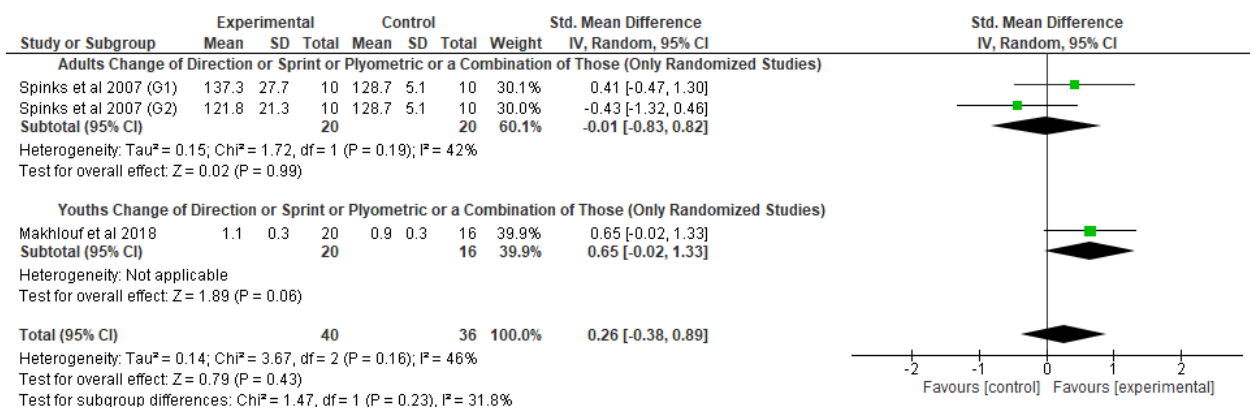 Experimental Control Std. Mean Difference Std. Mean Difference
Study or Subgroup Mean SD Total Mean SD Total Weight IV, Random, 95% CI IV, Random, 95% CI
Adults Change of Direction or Sprint or Plyometric or a Combination of Those (Only Randomized Studies)
Spinks et al 2007 (G1) 137.3 27.7 10 128.7 5.1 10 30.1% 0.41 [-0.47, 1.30]
Spinks et al 2007 (G2) 121.8 21.3 10 128.7 5.1 10 30.0% -0.43 [-1.32, 0.46]
Subtotal (95% CI) 20 20 60.1% -0.01 [-0.83, 0.82]
Heterogeneity: Tau² = 0.15; Chi² = 1.72, df = 1 (P = 0.19); I² = 42%
Test for overall effect: Z = 0.02 (P = 0.99)
Youths Change of Direction or Sprint or Plyometric or a Combination of Those (Only Randomized Studies)
Makhlouf et al 2018 1.1 0.3 20 0.9 0.3 16 39.9% 0.65 [-0.02, 1.33]
Subtotal (95% CI) 20 16 39.9% 0.65 [-0.02, 1.33]
Heterogeneity: Not applicable
Test for overall effect: Z = 1.89 (P = 0.06)
Total (95% CI) 40 36 100.0% 0.26 [-0.38, 0.89]
Heterogeneity: Tau² = 0.14; Chi² = 3.67, df = 2 (P = 0.16); I² = 46%
Test for overall effect: Z = 0.79 (P = 0.43)
Test for subgroup differences: Chi² = 1.47, df = 1 (P = 0.23), I² = 31.8%
-2 -1 0 1 2
Favours [control] Favours [experimental]